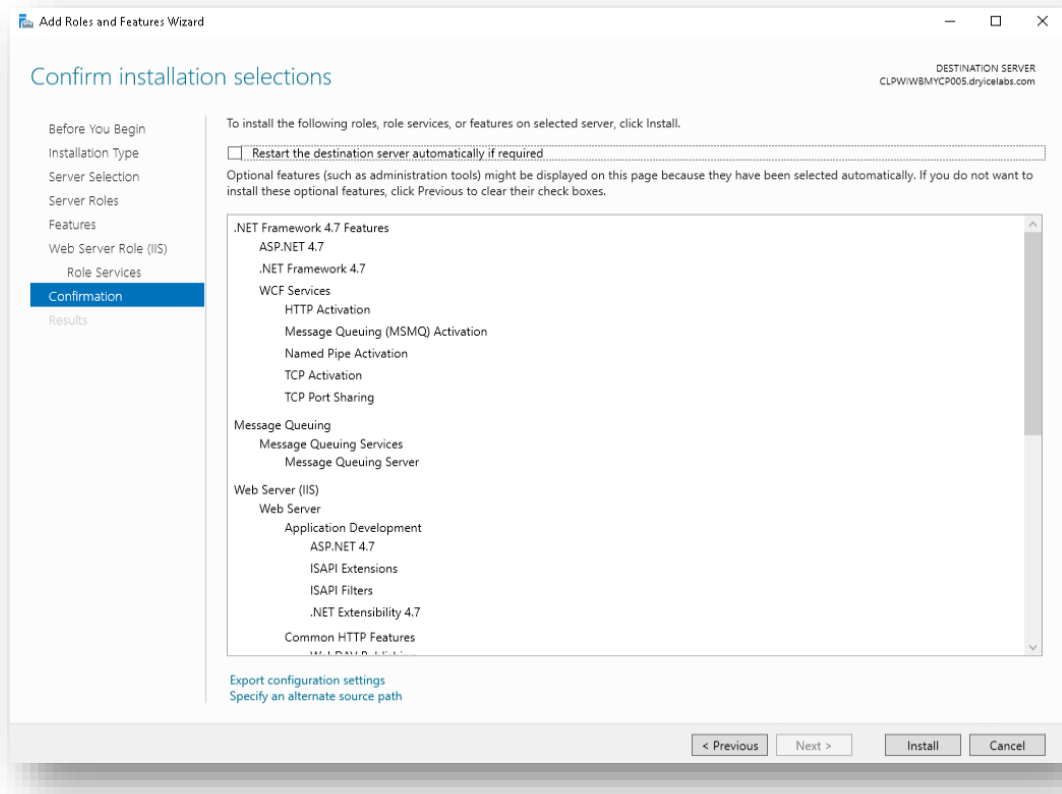 Add Roles and Features Wizard
Confirm installation selections
DESTINATION SERVER
CLPWIWBMYCP005.dryicelabs.com
Before You Begin
Installation Type
Server Selection
Server Roles
Features
Web Server Role (IIS)
Role Services
Confirmation
Results
To install the following roles, role services, or features on selected server, click Install.
Restart the destination server automatically if required
Optional features (such as administration tools) might be displayed on this page because they have been selected automatically. If you do not want to
install these optional features, click Previous to clear their check boxes.
.NET Framework 4.7 Features
ASP.NET 4.7
.NET Framework 4.7
WCF Services
HTTP Activation
Message Queuing (MSMQ) Activation
Named Pipe Activation
TCP Activation
TCP Port Sharing
Message Queuing
Message Queuing Services
Message Queuing Server
Web Server (IIS)
Web Server
Application Development
ASP.NET 4.7
ISAPI Extensions
ISAPI Filters
.NET Extensibility 4.7
Common HTTP Features
WebDAV Publishing
Export configuration settings
Specify an alternate source path
< Previous
Next >
Install
Cancel